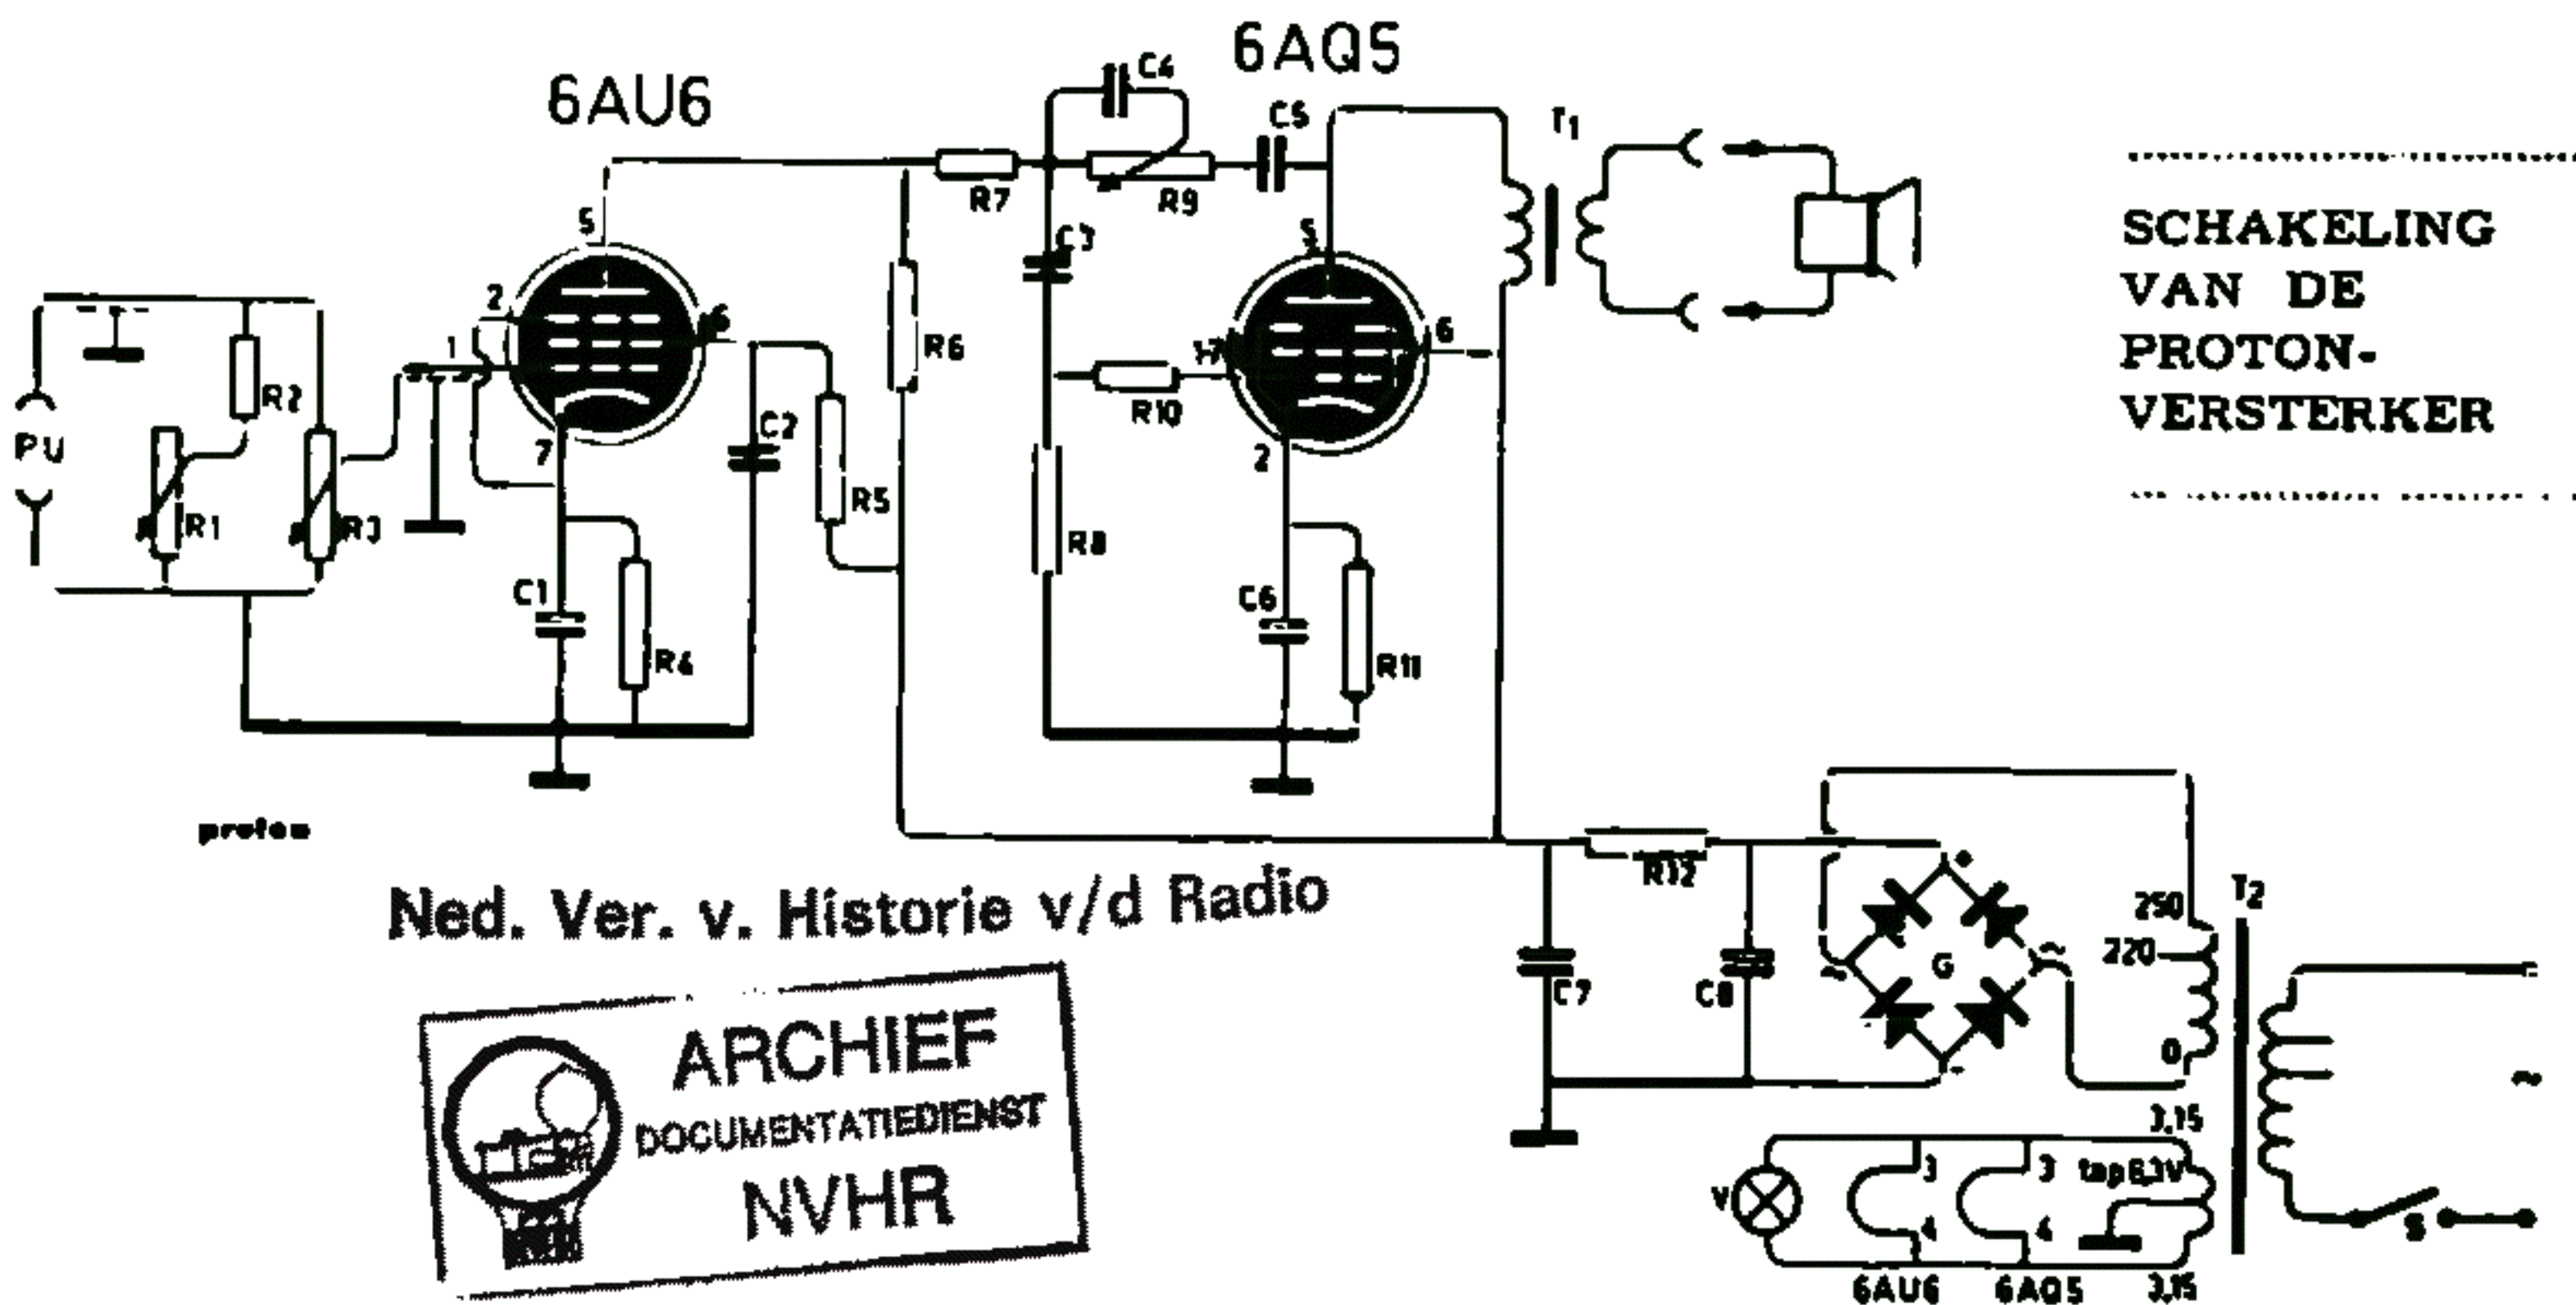 6AU6
6AQ5
C4
C5
T1
R7
R9
5
5
C3
2
6
1
R6
1-7
6
R2
R10
PU
7
C2
2
R1
R3
R5
R8
C1
C6
R4
R11
SCHAKELING
VAN DE
PROTON-
VERSTERKER
proton
R12
+
250
T2
220
~
~
G
C7
C8
0
-
~
3,15
3
3
tap 6,3V
V
4
4
S
6AU6
6AQ5
3,15
Ned. Ver. v. Historie v/d Radio
ARCHIEF
DOCUMENTATIEDIENST
NVHR